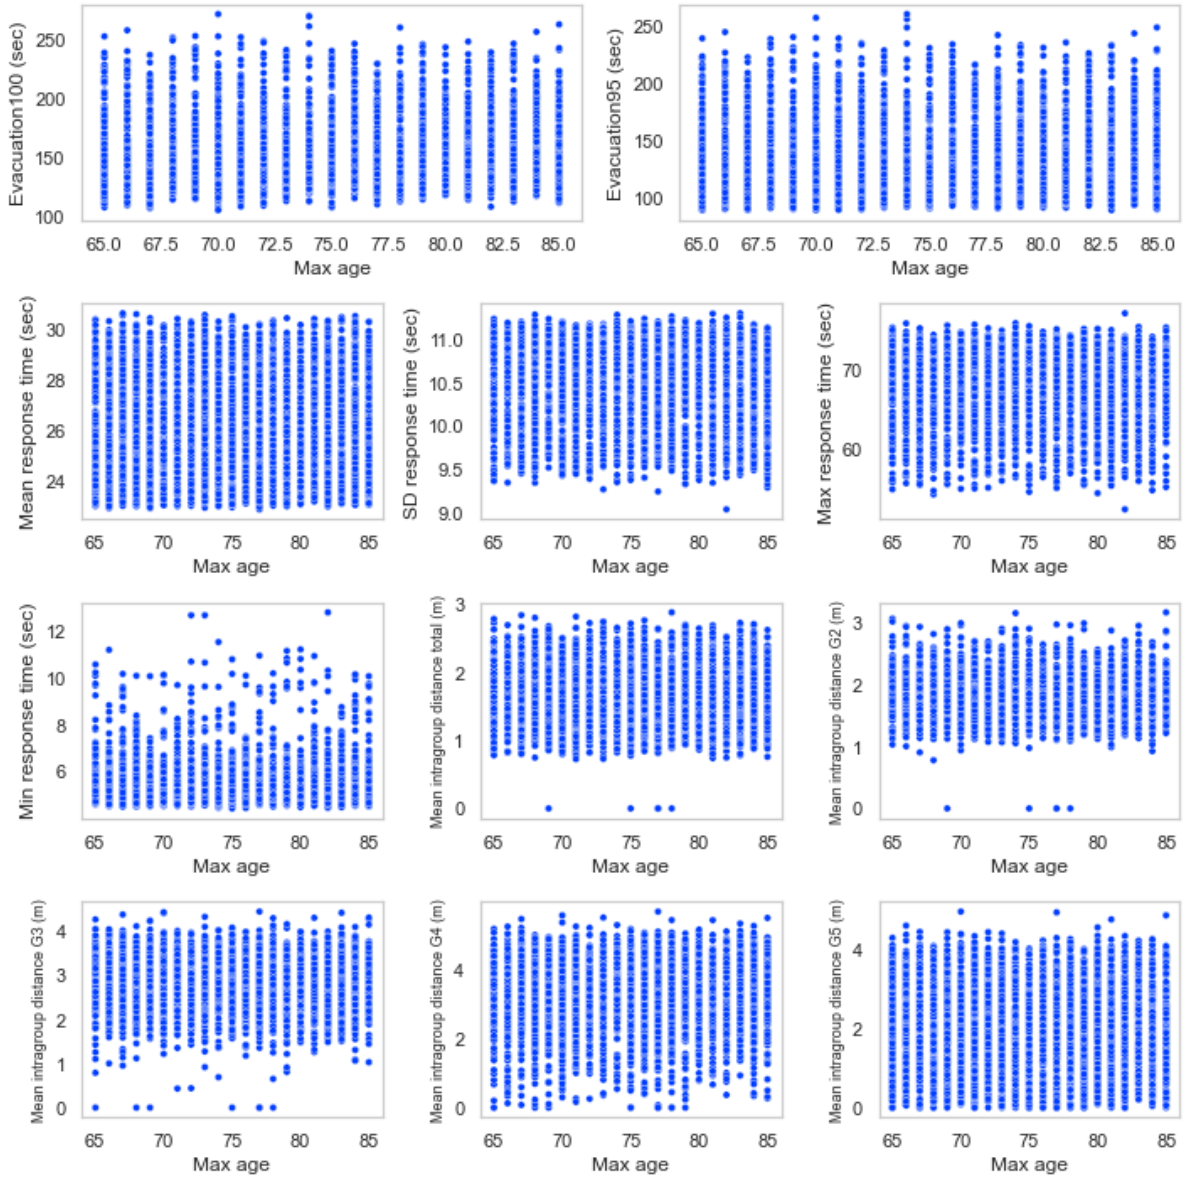 Evacuation100 (sec)
250
200
150
100
65.0 67.5 70.0 72.5 75.0 77.5 80.0 82.5 85.0
Max age
Evacuation95 (sec)
250
200
150
100
65.0 67.5 70.0 72.5 75.0 77.5 80.0 82.5 85.0
Max age
Mean response time (sec)
30
28
26
24
65 70 75 80 85
Max age
SD response time (sec)
11.0
10.5
10.0
9.5
9.0
65 70 75 80 85
Max age
Max response time (sec)
70
60
65 70 75 80 85
Max age
Min response time (sec)
12
10
8
6
65 70 75 80 85
Max age
Mean intragroup distance total (m)
3
2
1
0
65 70 75 80 85
Max age
Mean intragroup distance G2 (m)
3
2
1
0
65 70 75 80 85
Max age
Mean intragroup distance G3 (m)
4
3
2
1
0
65 70 75 80 85
Max age
Mean intragroup distance G4 (m)
4
2
0
65 70 75 80 85
Max age
Mean intragroup distance G5 (m)
4
2
0
65 70 75 80 85
Max age